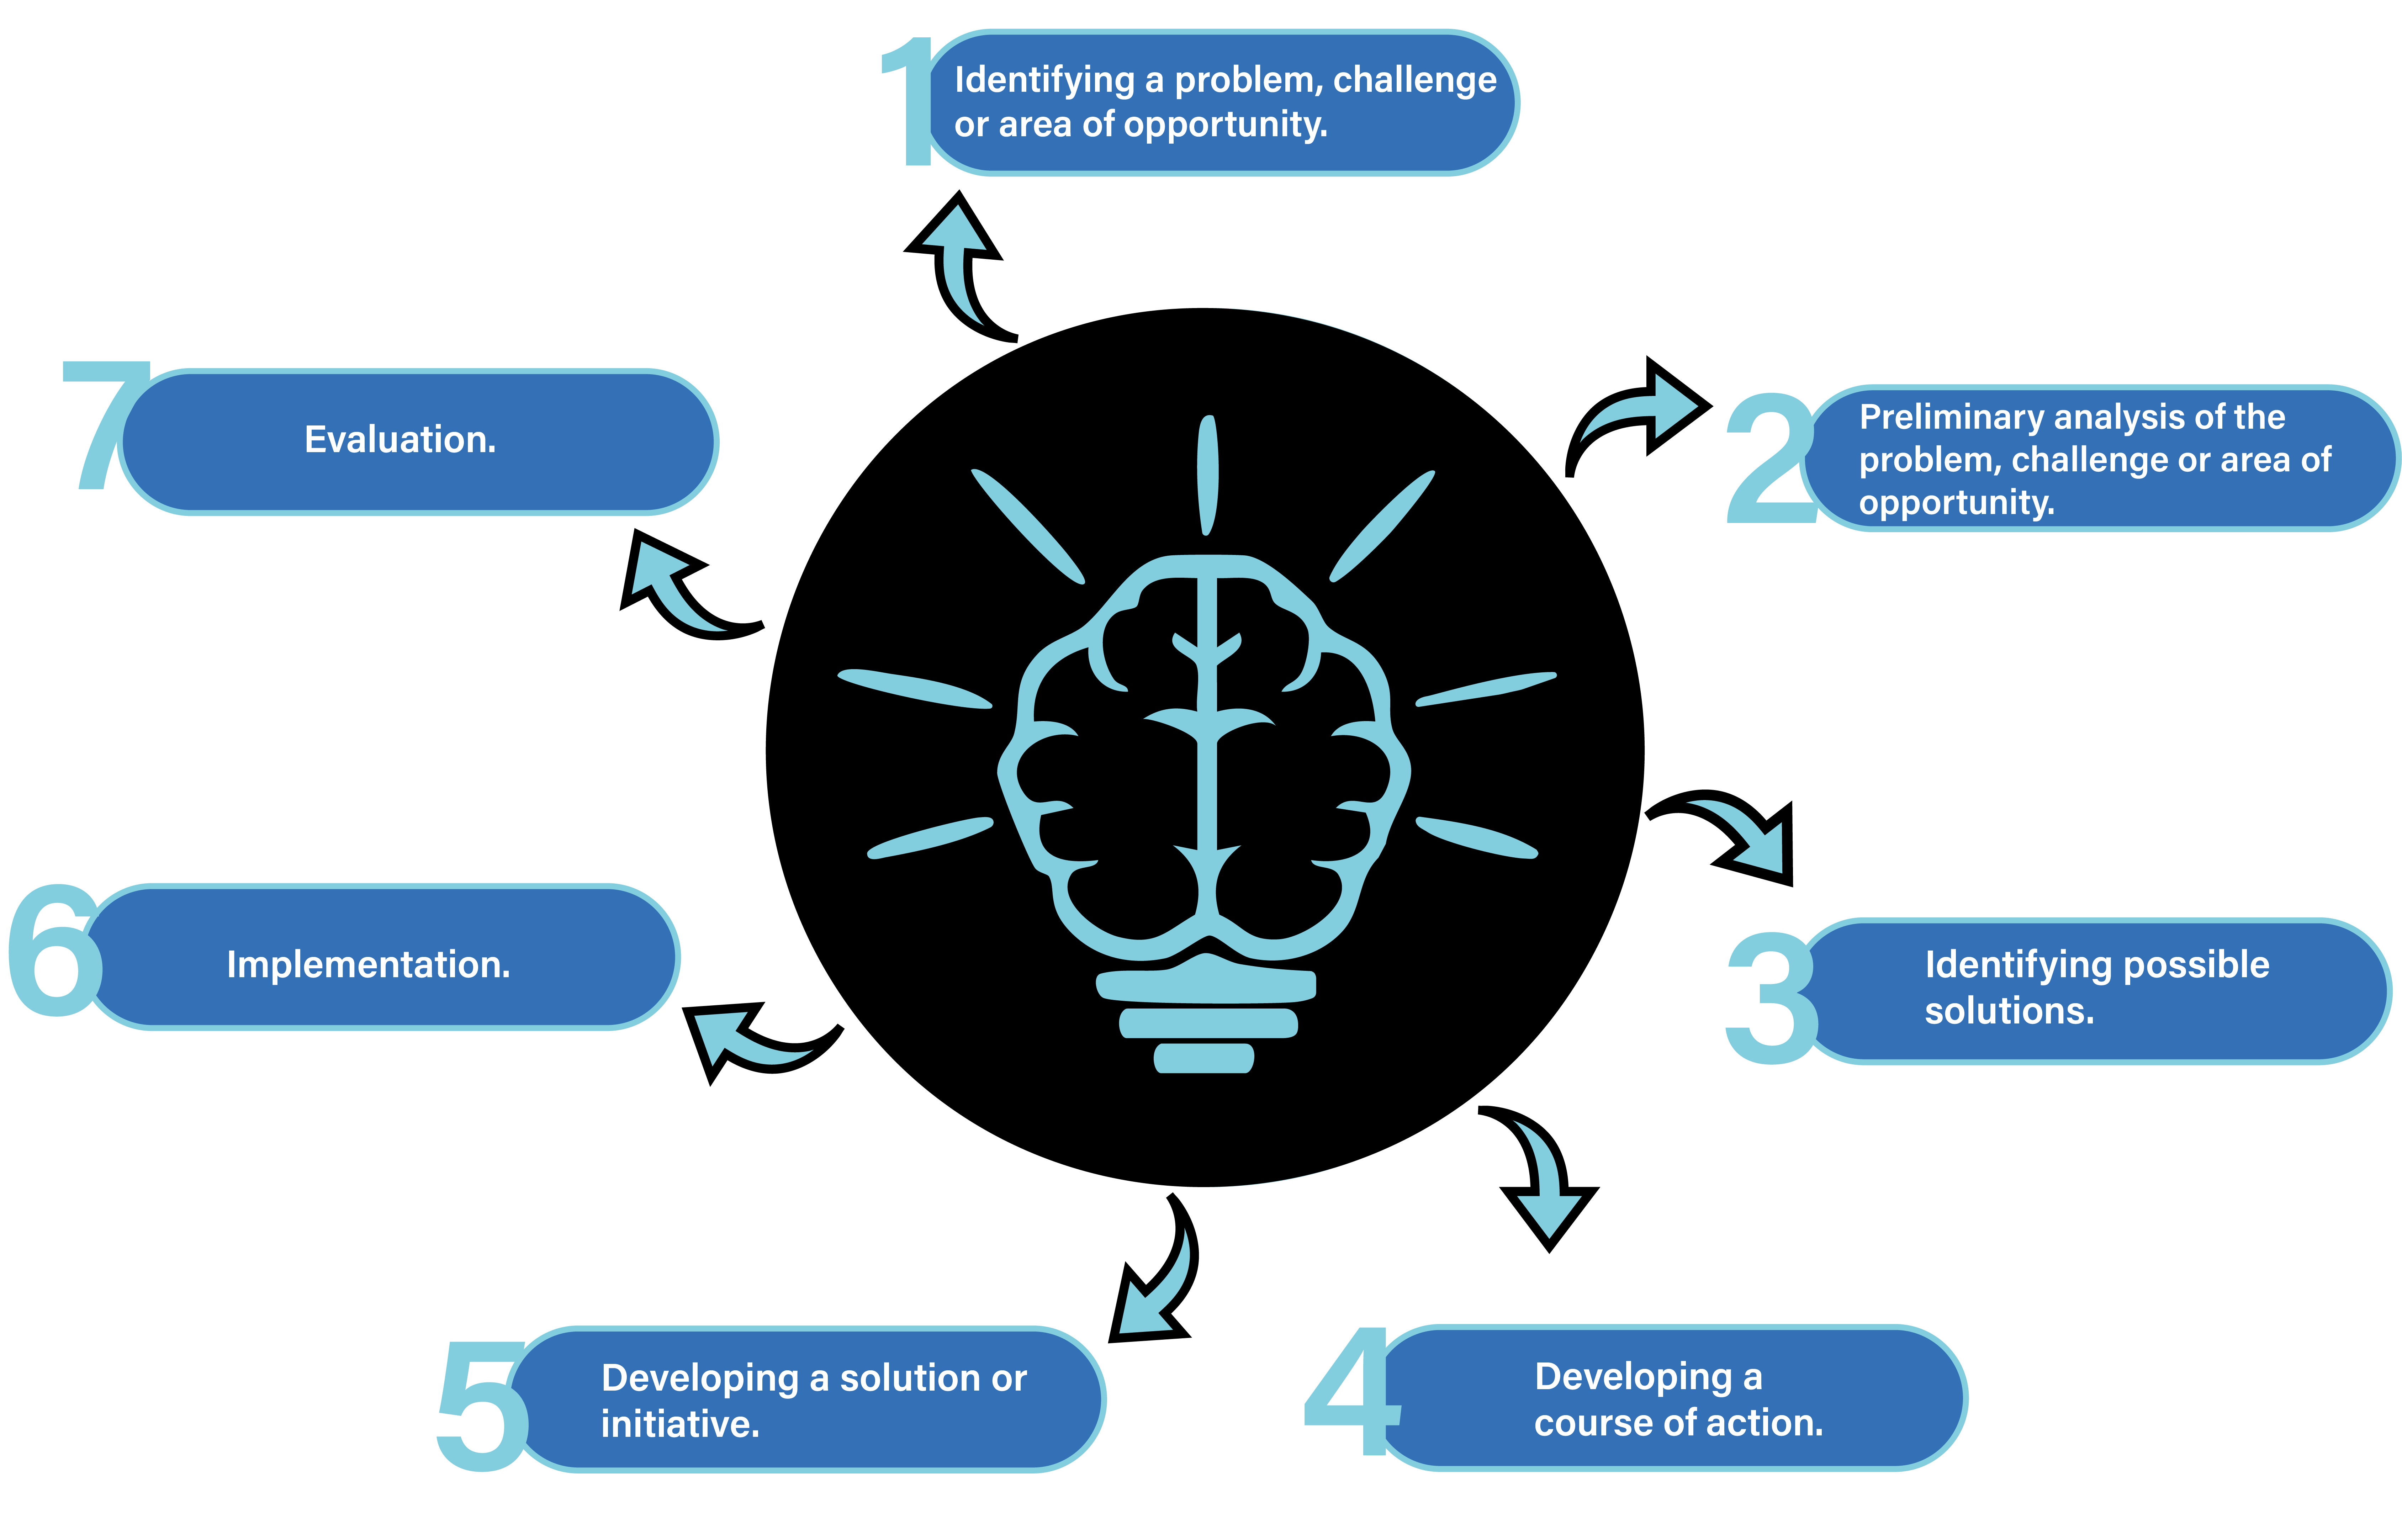 1
Identifying a problem, challenge
or area of opportunity.
2
Preliminary analysis of the
problem, challenge or area of
opportunity.
3
Identifying possible
solutions.
4
Developing a
course of action.
5
Developing a solution or
initiative.
6
Implementation.
7
Evaluation.